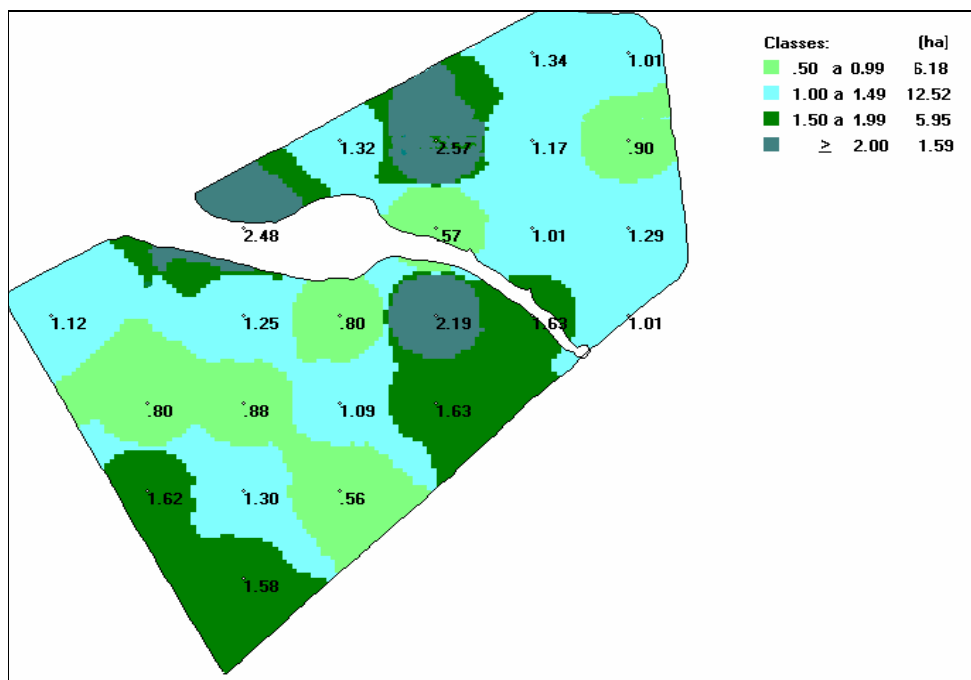 Classes: [ha]
.50 a 0.99 6.18
1.00 a 1.49 12.52
1.50 a 1.99 5.95
≥ 2.00 1.59
1.34 1.01
1.32 2.57 1.17 .90
2.48 .57 1.01 1.29
1.12 1.25 .80 2.19 1.63 1.01
.80 .88 1.09 1.63
1.62 1.30 .56
1.58